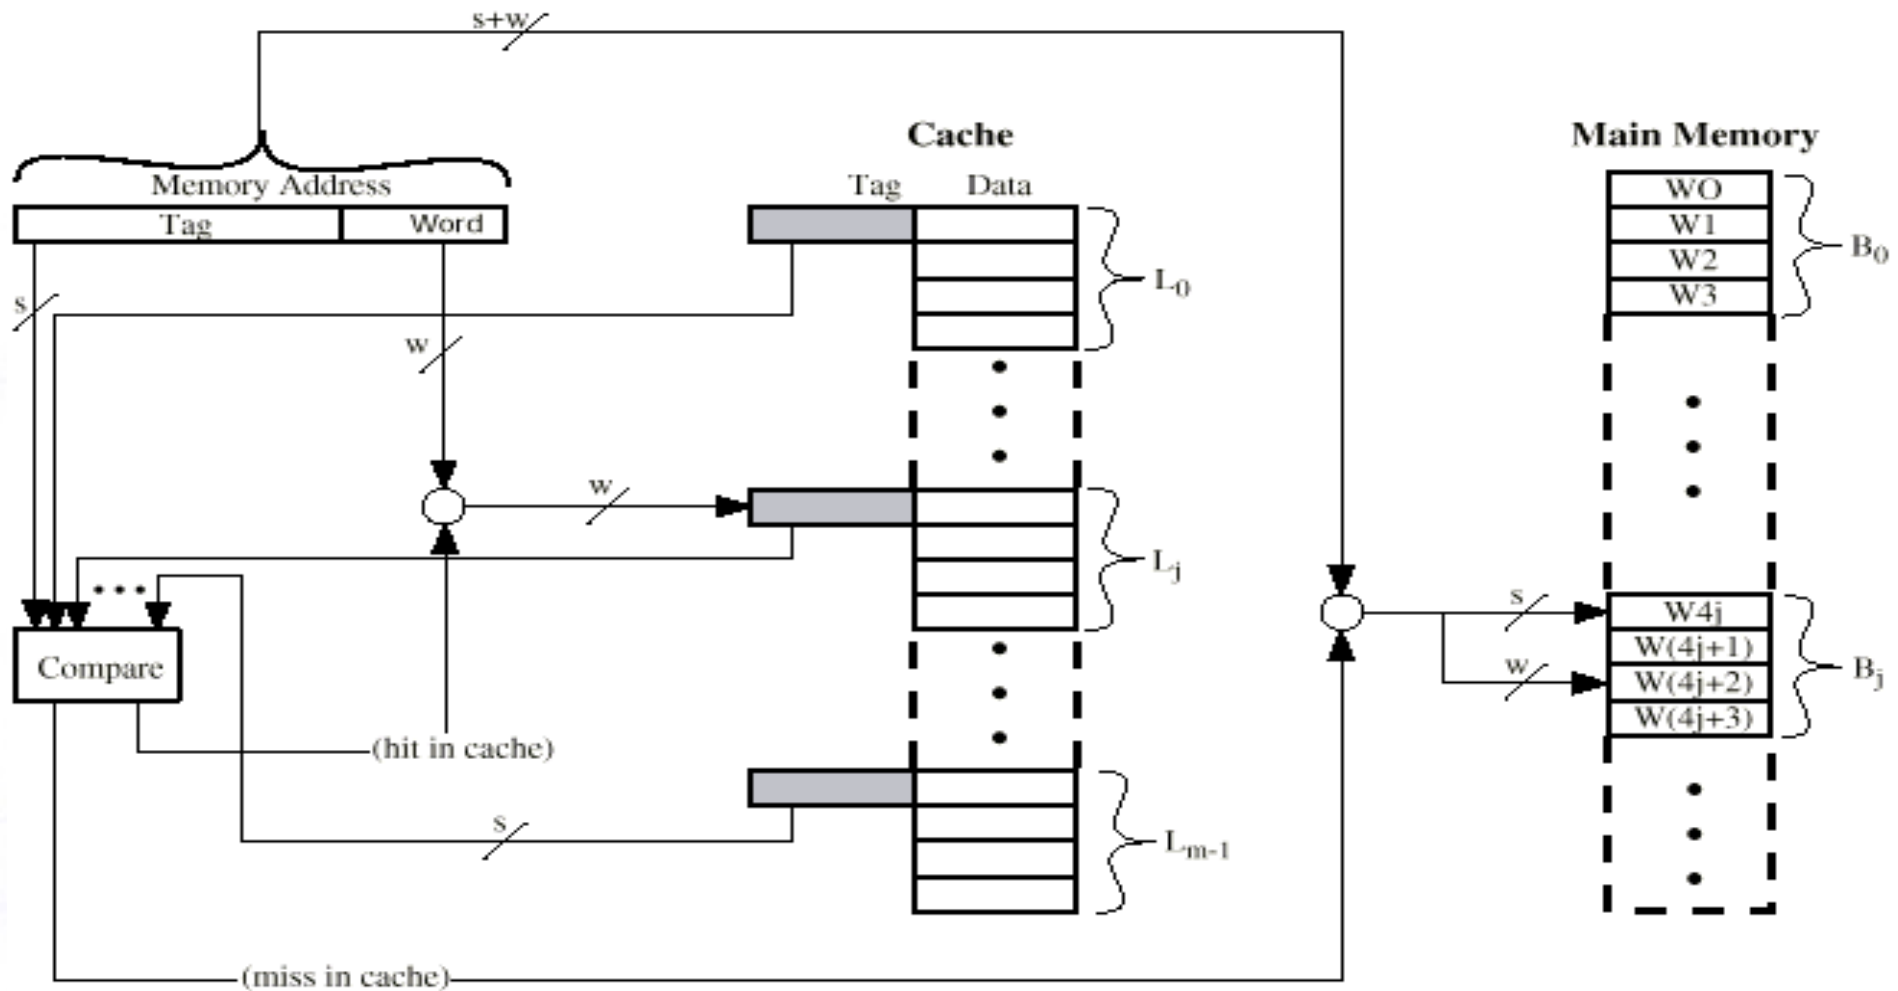 s+w
Cache
Main Memory
Memory Address
Tag Data
Tag Word
WO
W1
W2
W3
B0
L0
s
w
w
Lj
s
W4j
W(4j+1)
w
W(4j+2)
W(4j+3)
Bj
Compare
(hit in cache)
s
Lm-1
(miss in cache)